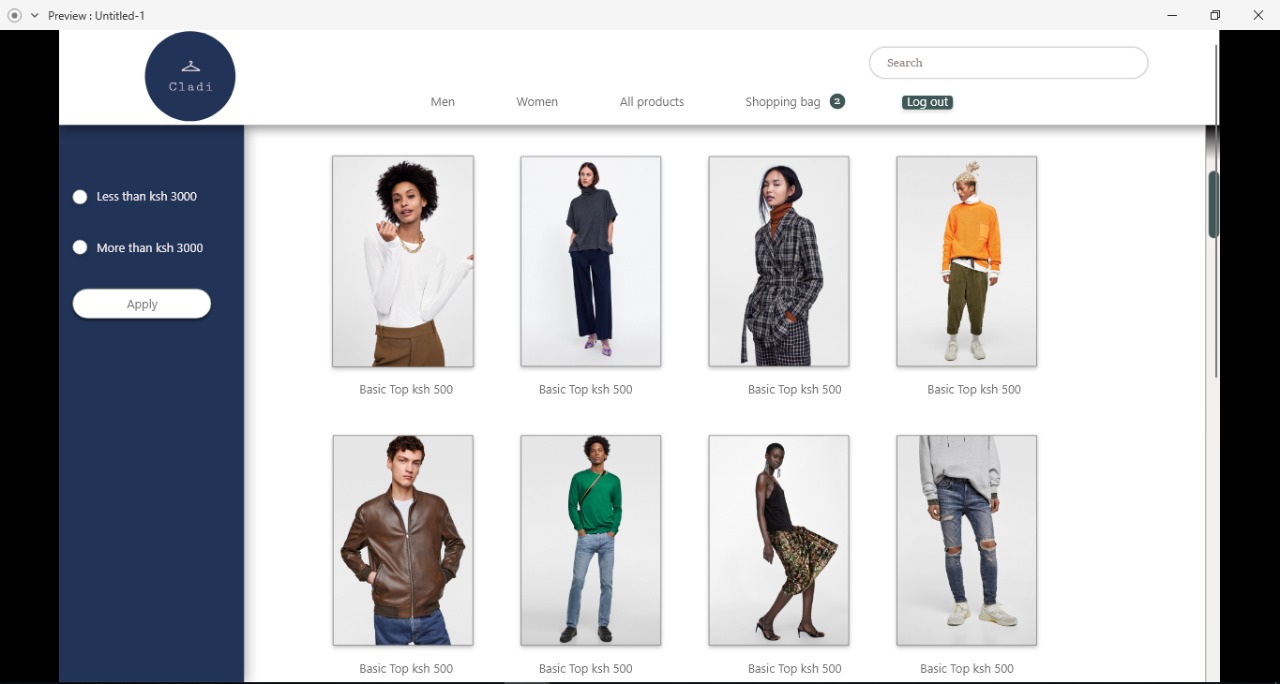 Preview : Untitled-1
Cladi
Search
Men Women All products Shopping bag 2 Log out
Less than ksh 3000
More than ksh 3000
Apply
Basic Top ksh 500 Basic Top ksh 500 Basic Top ksh 500 Basic Top ksh 500
Basic Top ksh 500 Basic Top ksh 500 Basic Top ksh 500 Basic Top ksh 500